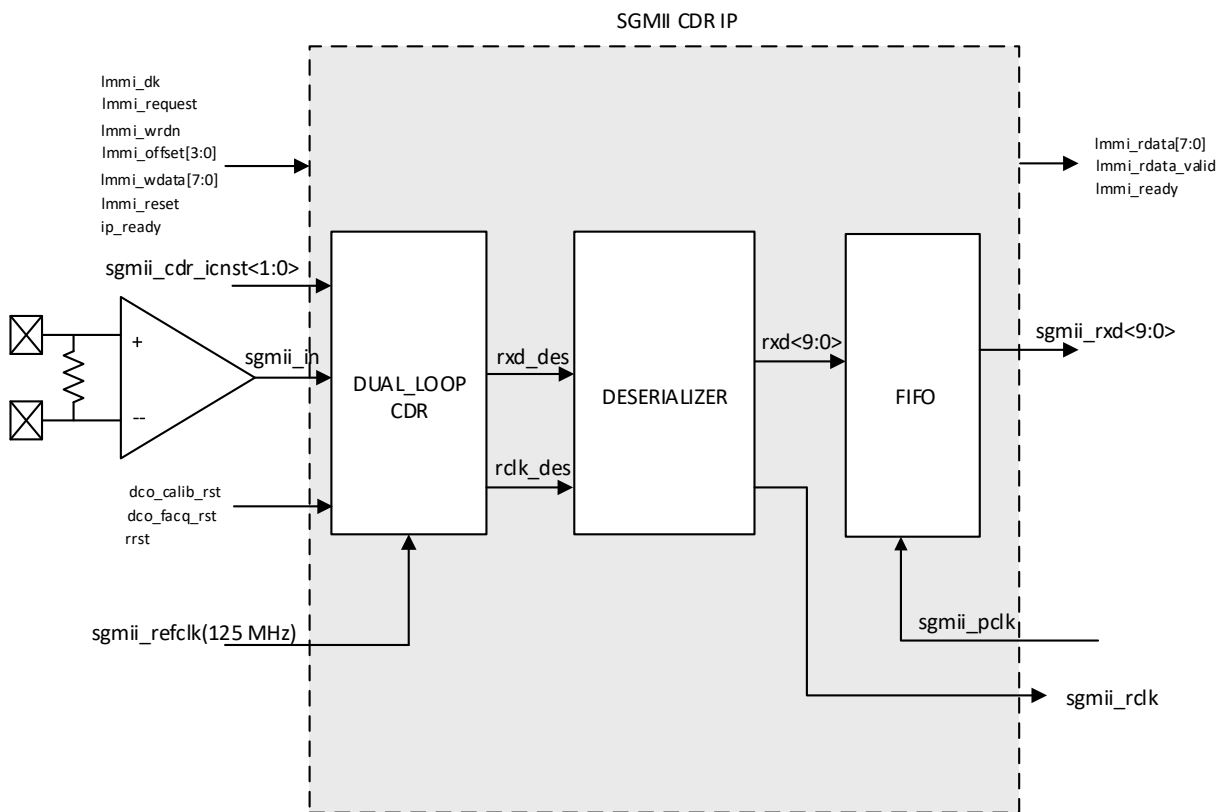 SGMII CDR IP
lmmi_clk
lmmi_request
lmmi_wrdn
lmmi_offset[3:0]
lmmi_wdata[7:0]
lmmi_reset
ip_ready
lmmi_rdata[7:0]
lmmi_rdata_valid
lmmi_ready
sgmii_cdr_icnst<1:0>
+
--
sgmii_in
DUAL_LOOP
CDR
rxd_des
rclk_des
DESERIALIZER
rxd<9:0>
FIFO
sgmii_rxd<9:0>
dco_calib_rst
dco_facq_rst
rrst
sgmii_refclk(125 MHz)
sgmii_pclk
sgmii_rclk